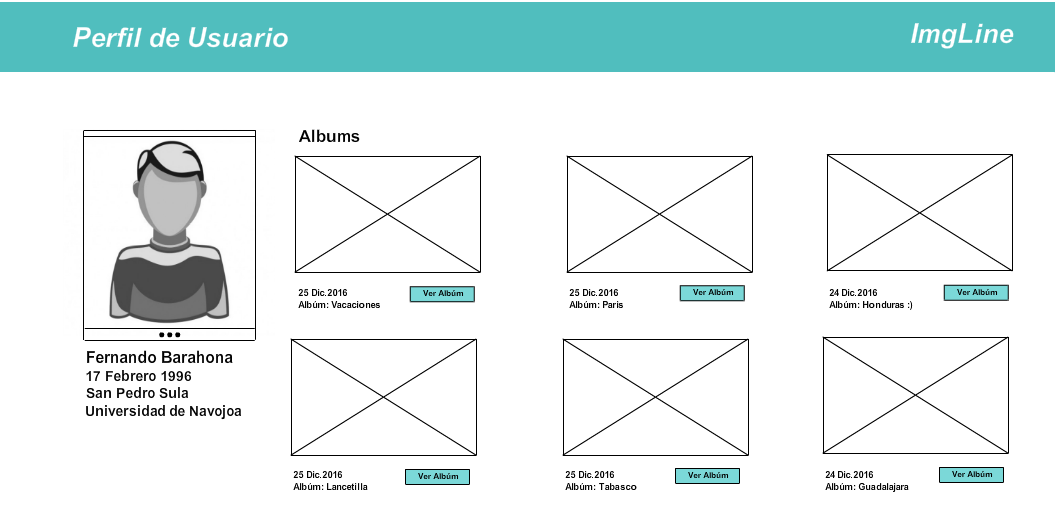 Perfil de Usuario
ImgLine
Albums
Fernando Barahona
17 Febrero 1996
San Pedro Sula
Universidad de Navojoa
25 Dic.2016
Albúm: Vacaciones
Ver Albúm
25 Dic.2016
Albúm: Paris
Ver Albúm
24 Dic.2016
Albúm: Honduras :)
Ver Albúm
25 Dic.2016
Albúm: Lancetilla
Ver Albúm
25 Dic.2016
Albúm: Tabasco
Ver Albúm
24 Dic.2016
Albúm: Guadalajara
Ver Albúm